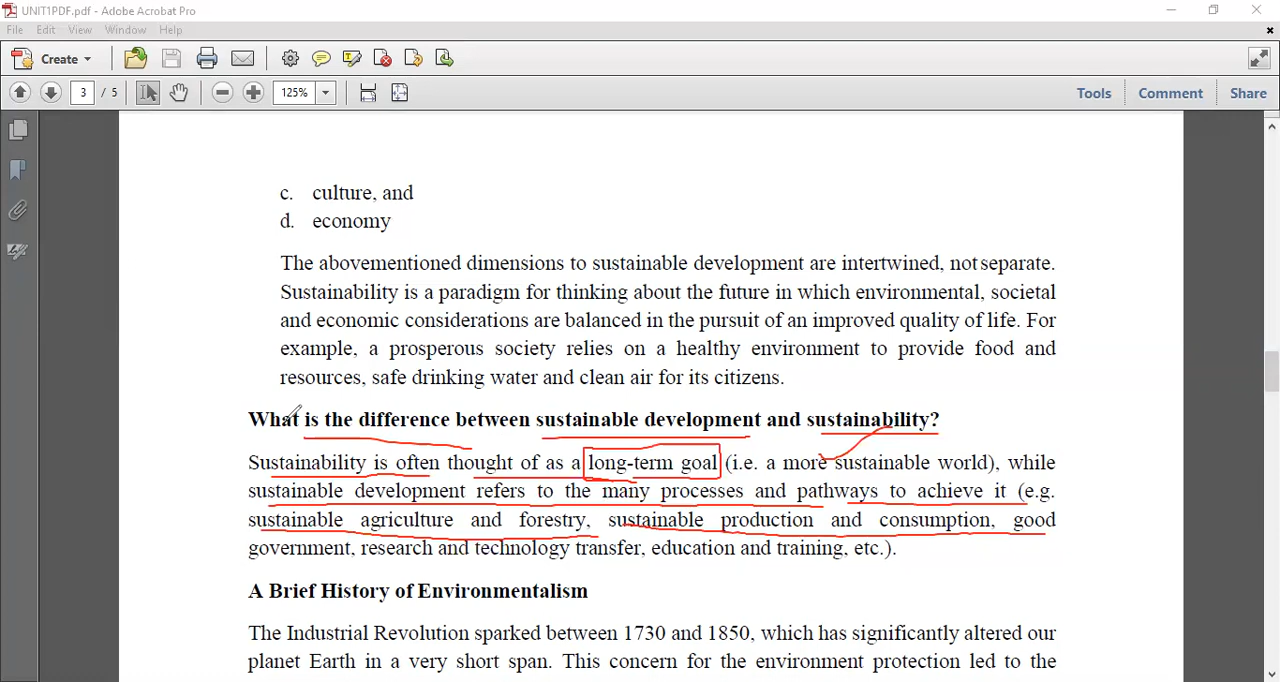 UNIT1PDF.pdf - Adobe Acrobat Pro
File Edit View Window Help
Create
3 / 5 125% Tools Comment Share
c. culture, and
d. economy
The abovementioned dimensions to sustainable development are intertwined, not separate.
Sustainability is a paradigm for thinking about the future in which environmental, societal
and economic considerations are balanced in the pursuit of an improved quality of life. For
example, a prosperous society relies on a healthy environment to provide food and
resources, safe drinking water and clean air for its citizens.
What is the difference between sustainable development and sustainability?
Sustainability is often thought of as a long-term goal (i.e. a more sustainable world), while
sustainable development refers to the many processes and pathways to achieve it (e.g.
sustainable agriculture and forestry, sustainable production and consumption, good
government, research and technology transfer, education and training, etc.).
A Brief History of Environmentalism
The Industrial Revolution sparked between 1730 and 1850, which has significantly altered our
planet Earth in a very short span. This concern for the environment protection led to the